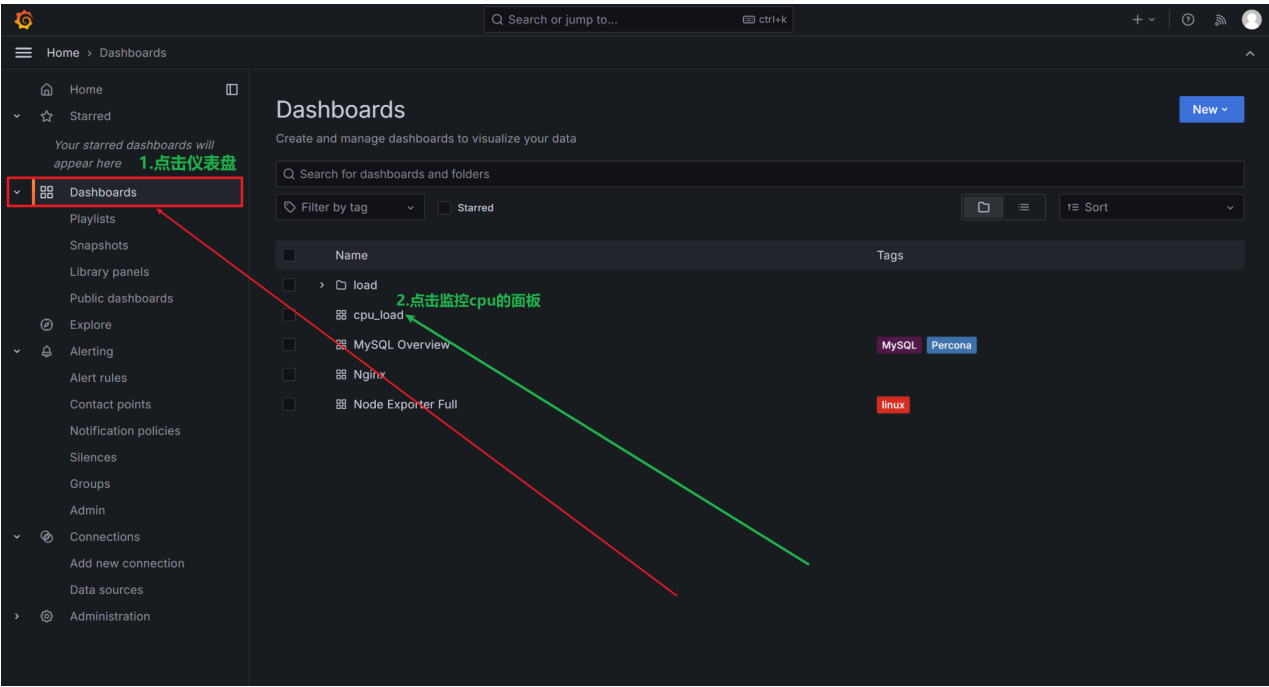 Search or jump to... ctrl+k
Home › Dashboards
Home
Starred
Your starred dashboards will
appear here
1.点击仪表盘
Dashboards
Playlists
Snapshots
Library panels
Public dashboards
Explore
Alerting
Alert rules
Contact points
Notification policies
Silences
Groups
Admin
Connections
Add new connection
Data sources
Administration
Dashboards
New
Create and manage dashboards to visualize your data
Search for dashboards and folders
Filter by tag Starred Sort
Name Tags
load
2.点击监控cpu的面板
cpu_load
MySQL Overview MySQL Percona
Nginx
Node Exporter Full linux